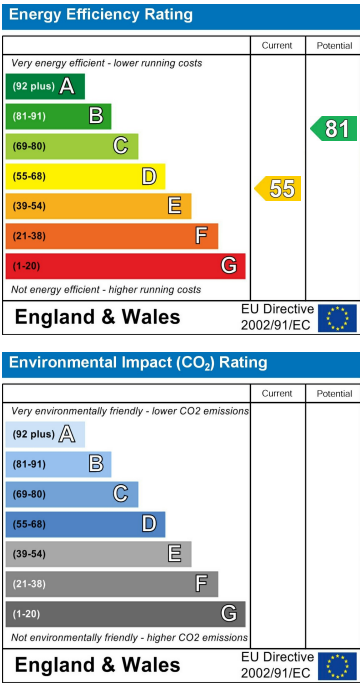 Energy Efficiency Rating
Current Potential
Very energy efficient - lower running costs
(92 plus) A
(81-91) B
(69-80) C
(55-68) D
(39-54) E
(21-38) F
(1-20) G
81
55
Not energy efficient - higher running costs
England & Wales
EU Directive
2002/91/EC
Environmental Impact (CO₂) Rating
Current Potential
Very environmentally friendly - lower CO2 emissions
(92 plus) A
(81-91) B
(69-80) C
(55-68) D
(39-54) E
(21-38) F
(1-20) G
Not environmentally friendly - higher CO2 emissions
England & Wales
EU Directive
2002/91/EC